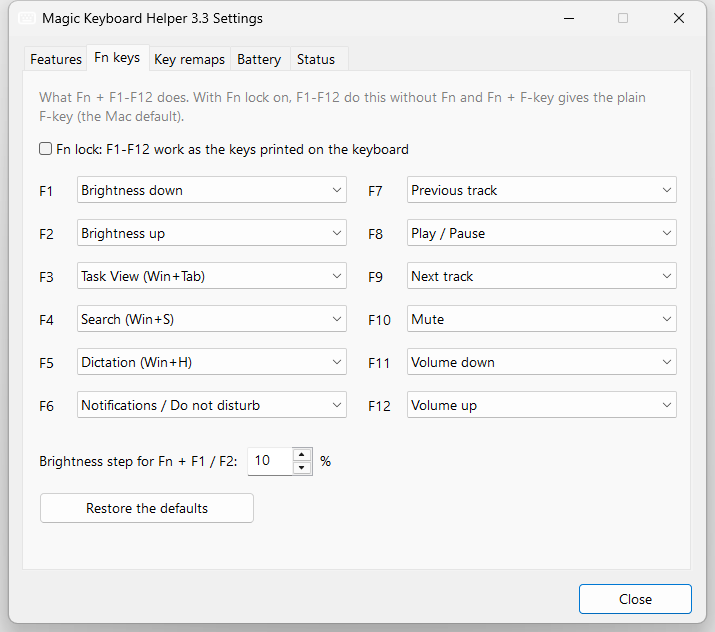 Magic Keyboard Helper 3.3 Settings
Features Fn keys Key remaps Battery Status
What Fn + F1-F12 does. With Fn lock on, F1-F12 do this without Fn and Fn + F-key gives the plain
F-key (the Mac default).
Fn lock: F1-F12 work as the keys printed on the keyboard
F1 Brightness down F7 Previous track
F2 Brightness up F8 Play / Pause
F3 Task View (Win+Tab) F9 Next track
F4 Search (Win+S) F10 Mute
F5 Dictation (Win+H) F11 Volume down
F6 Notifications / Do not disturb F12 Volume up
Brightness step for Fn + F1 / F2: 10 %
Restore the defaults
Close